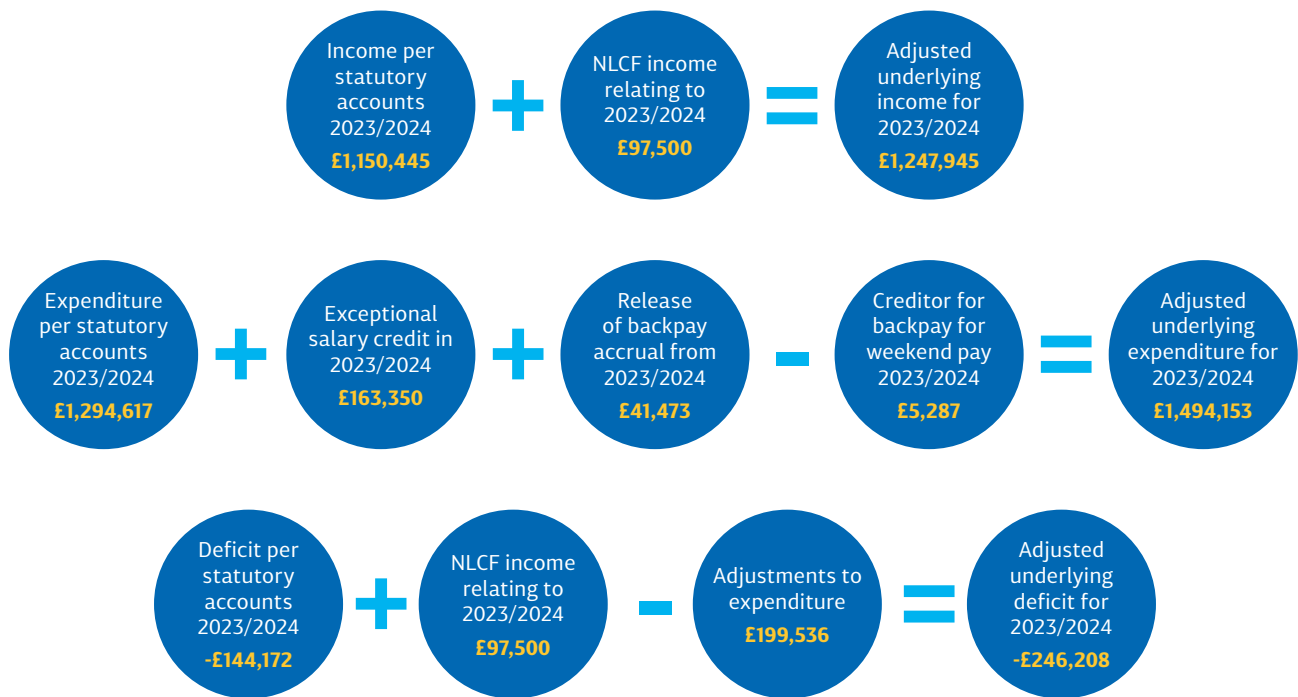 Income per
statutory
accounts
2023/2024
£1,150,445
+
NLCF income
relating to
2023/2024
£97,500
=
Adjusted
underlying
income for
2023/2024
£1,247,945
Expenditure
per statutory
accounts
2023/2024
£1,294,617
+
Exceptional
salary credit in
2023/2024
£163,350
+
Release
of backpay
accrual from
2023/2024
£41,473
-
Creditor for
backpay for
weekend pay
2023/2024
£5,287
=
Adjusted
underlying
expenditure for
2023/2024
£1,494,153
Deficit per
statutory
accounts
2023/2024
-£144,172
+
NLCF income
relating to
2023/2024
£97,500
-
Adjustments to
expenditure
£199,536
=
Adjusted
underlying
deficit for
2023/2024
-£246,208